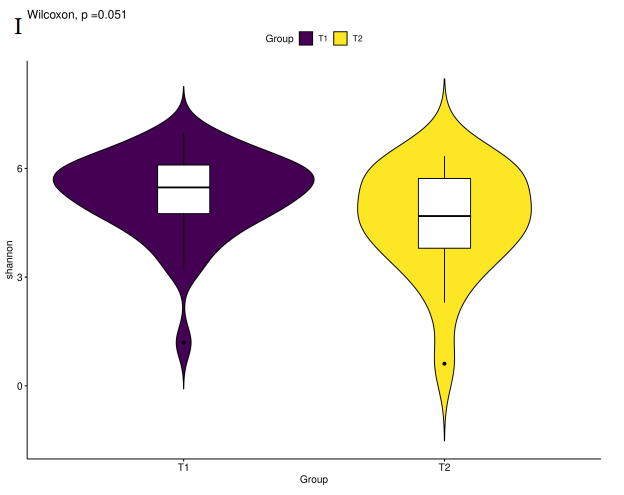 I
Wilcoxon, p =0.051
Group T1 T2
shannon
6
3
0
T1 T2
Group